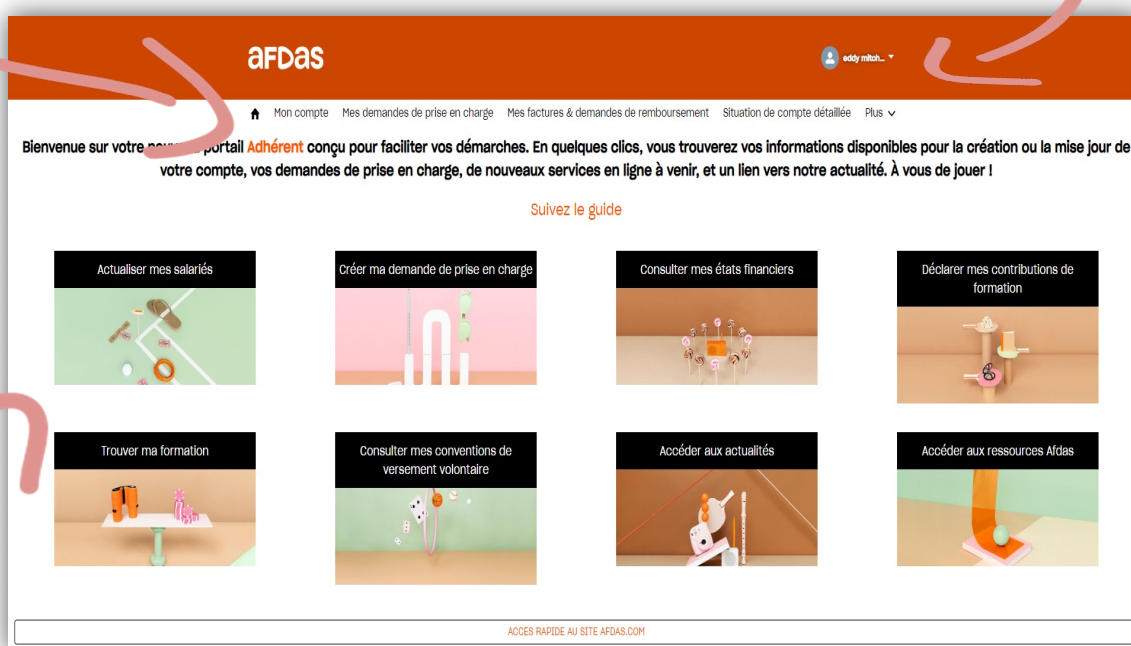 aFDas
eddy mitch...
Mon compte Mes demandes de prise en charge Mes factures & demandes de remboursement Situation de compte détaillée Plus
Bienvenue sur votre portail Adhérent conçu pour faciliter vos démarches. En quelques clics, vous trouverez vos informations disponibles pour la création ou la mise jour de
votre compte, vos demandes de prise en charge, de nouveaux services en ligne à venir, et un lien vers notre actualité. À vous de jouer !
Suivez le guide
Actualiser mes salariés
Créer ma demande de prise en charge
Consulter mes états financiers
Déclarer mes contributions de
formation
Trouver ma formation
Consulter mes conventions de
versement volontaire
Accéder aux actualités
Accéder aux ressources Afdas
ACCES RAPIDE AU SITE AFDAS.COM